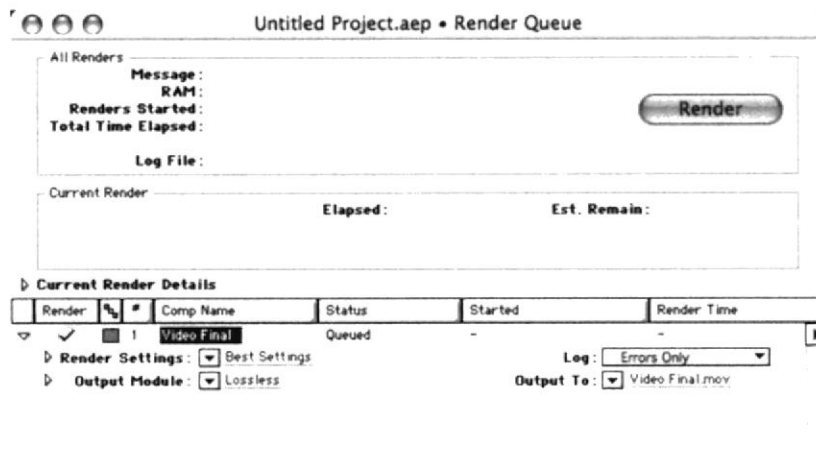 Untitled Project.aep • Render Queue
All Renders
Message:
RAM:
Renders Started:
Total Time Elapsed:
Log File:
Render
Current Render
Elapsed: Est. Remain:
Current Render Details
Render # Comp Name Status Started Render Time
1 Video Final Queued - -
Render Settings: Best Settings Log: Errors Only
Output Module: Lossless Output To: Video Final.mov